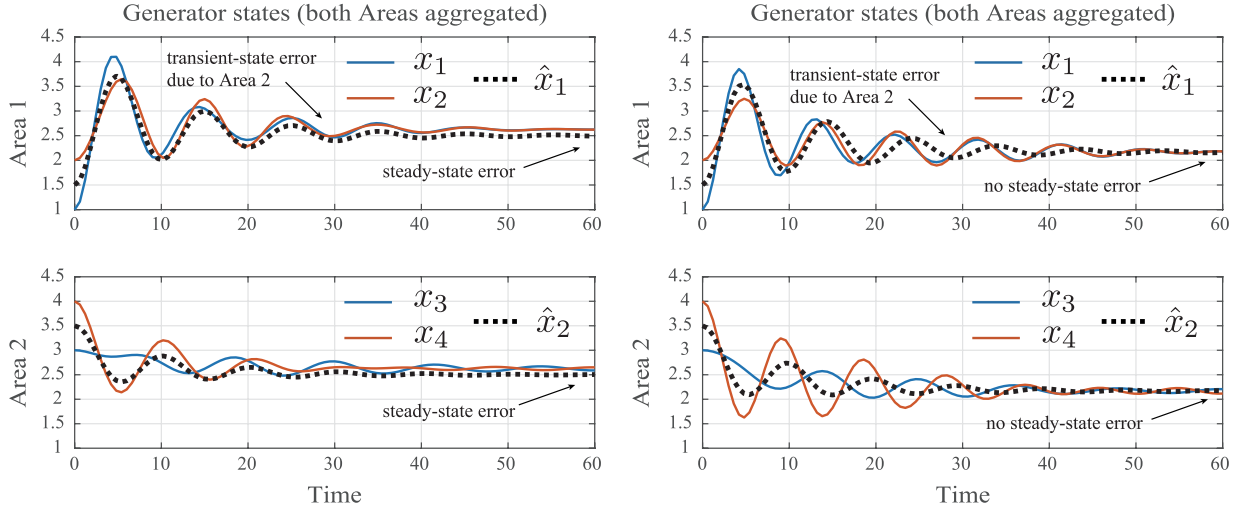 Generator states (both Areas aggregated)
4.5
4
3.5
3
2.5
2
1.5
1
Area 1
transient-state error
due to Area 2
x₁
x₂
x̂₁
steady-state error
0 10 20 30 40 50 60
4.5
4
3.5
3
2.5
2
1.5
1
Area 2
x₃
x₄
x̂₂
steady-state error
0 10 20 30 40 50 60
Time
Generator states (both Areas aggregated)
4.5
4
3.5
3
2.5
2
1.5
1
Area 1
transient-state error
due to Area 2
x₁
x₂
x̂₁
no steady-state error
0 10 20 30 40 50 60
4.5
4
3.5
3
2.5
2
1.5
1
Area 2
x₃
x₄
x̂₂
no steady-state error
0 10 20 30 40 50 60
Time